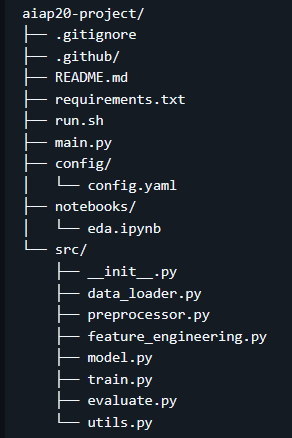 aiap20-project/
├── .gitignore
├── .github/
├── README.md
├── requirements.txt
├── run.sh
├── main.py
├── config/
│   └── config.yaml
├── notebooks/
│   └── eda.ipynb
└── src/
    ├── __init__.py
    ├── data_loader.py
    ├── preprocessor.py
    ├── feature_engineering.py
    ├── model.py
    ├── train.py
    ├── evaluate.py
    └── utils.py